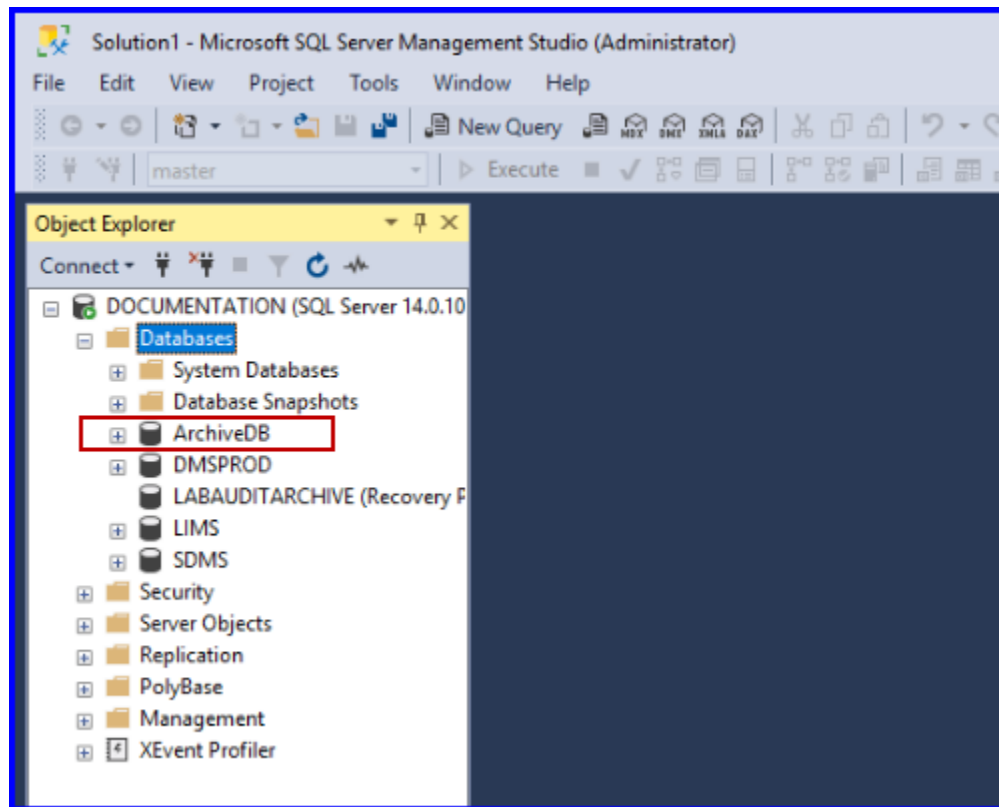 Solution1 - Microsoft SQL Server Management Studio (Administrator)
File Edit View Project Tools Window Help
New Query MDX DMX XMLA DAX
master Execute
Object Explorer
Connect
DOCUMENTATION (SQL Server 14.0.10
Databases
System Databases
Database Snapshots
ArchiveDB
DMSPROD
LABAUDITARCHIVE (Recovery P
LIMS
SDMS
Security
Server Objects
Replication
PolyBase
Management
XEvent Profiler